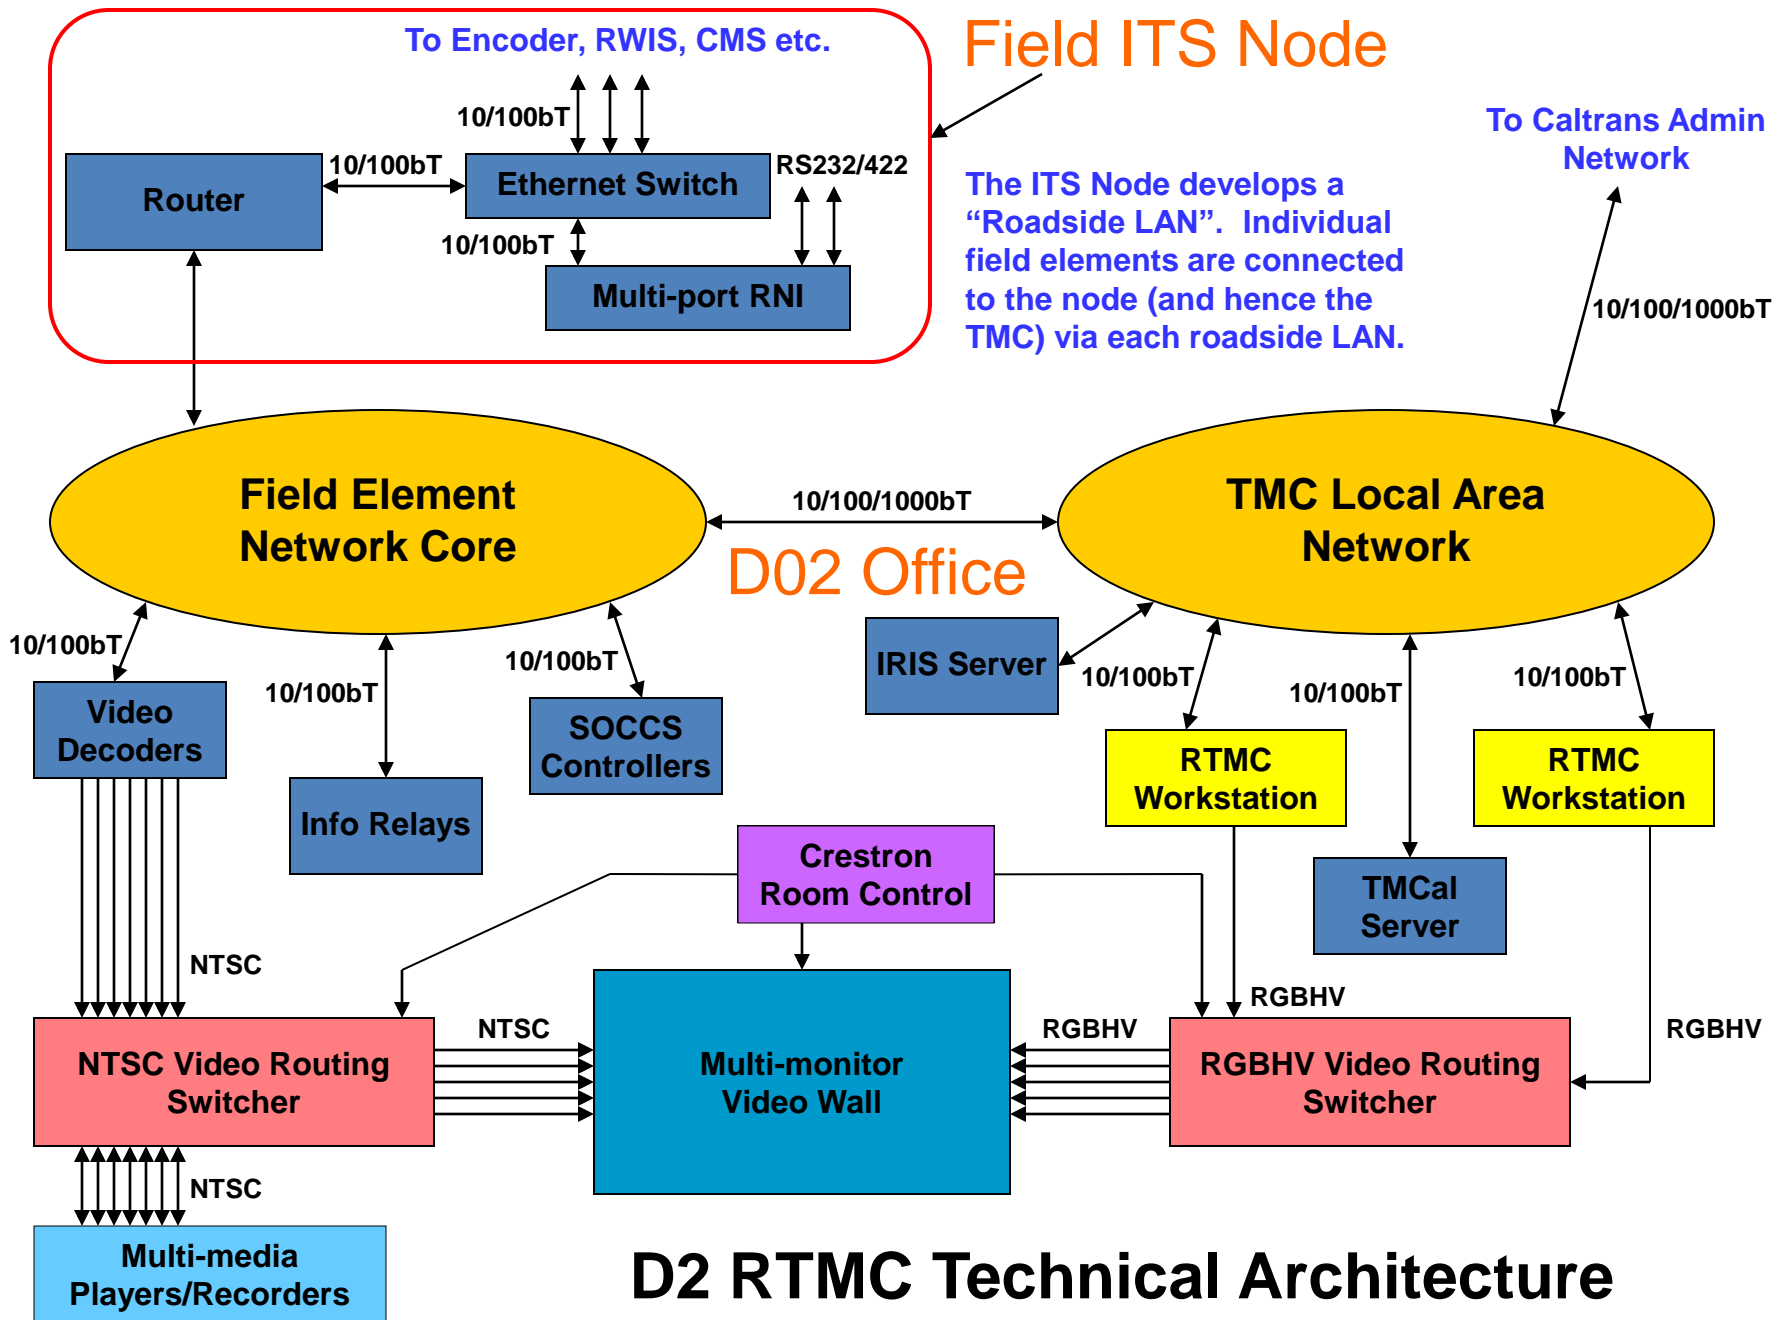 To Encoder, RWIS, CMS etc.
Field ITS Node
10/100bT
To Caltrans Admin
Network
Router
10/100bT
Ethernet Switch
RS232/422
The ITS Node develops a
“Roadside LAN”.  Individual
field elements are connected
to the node (and hence the
TMC) via each roadside LAN.
10/100bT
Multi-port RNI
10/100/1000bT
Field Element
Network Core
10/100/1000bT
TMC Local Area
Network
D02 Office
10/100bT
10/100bT
10/100bT
IRIS Server
10/100bT
10/100bT
10/100bT
Video
Decoders
Info Relays
SOCCS
Controllers
RTMC
Workstation
RTMC
Workstation
Crestron
Room Control
TMCal
Server
NTSC
RGBHV
NTSC
RGBHV
RGBHV
NTSC Video Routing
Switcher
Multi-monitor
Video Wall
RGBHV Video Routing
Switcher
NTSC
Multi-media
Players/Recorders
D2 RTMC Technical Architecture